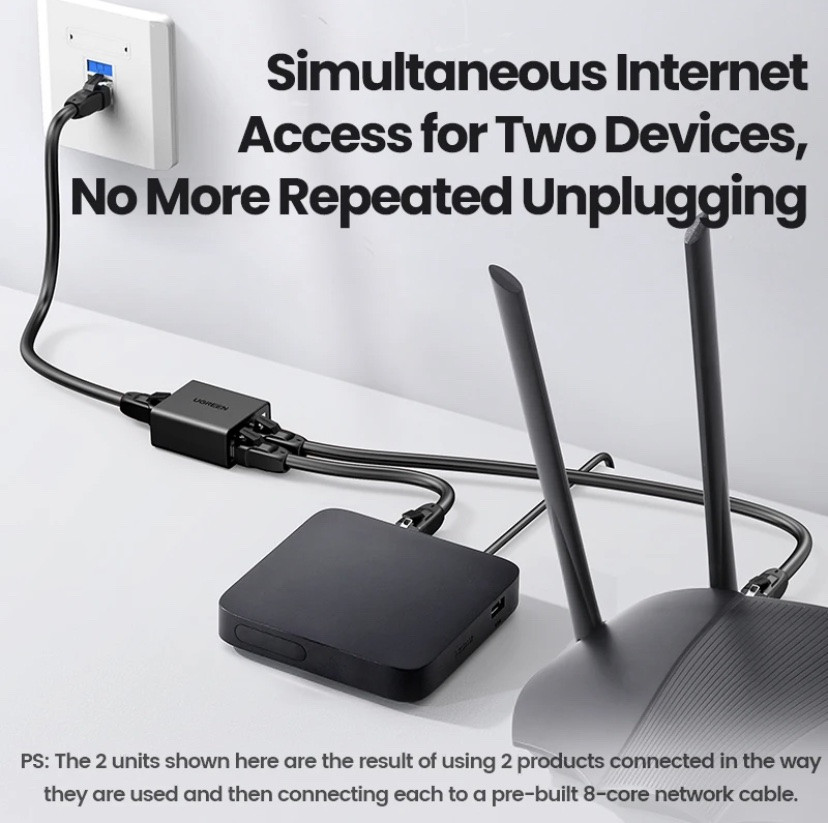 Simultaneous Internet
Access for Two Devices,
No More Repeated Unplugging
UGREEN
PS: The 2 units shown here are the result of using 2 products connected in the way
they are used and then connecting each to a pre-built 8-core network cable.